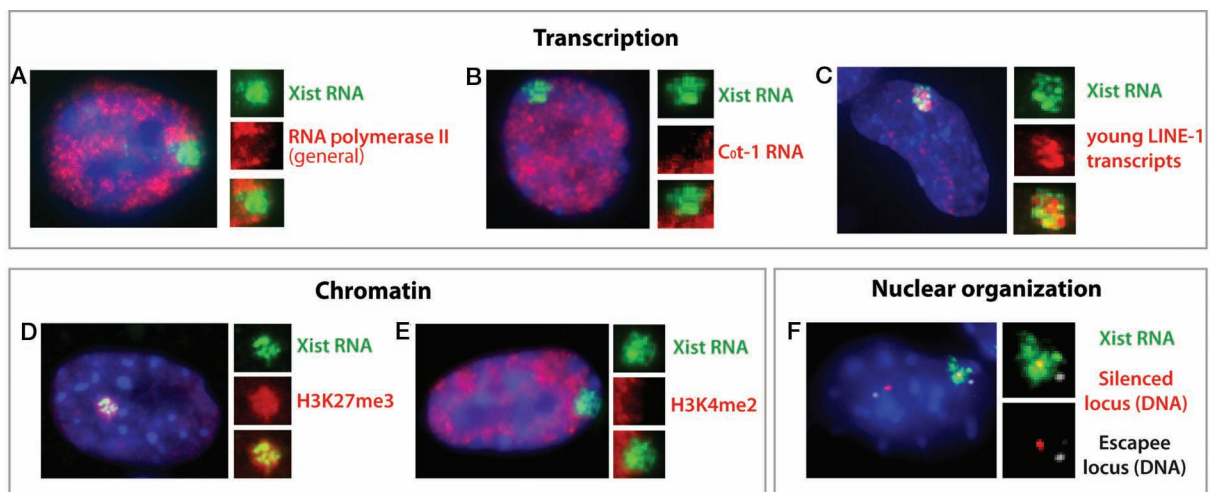 Transcription
A
Xist RNA
RNA polymerase II
(general)
B
Xist RNA
C₀t-1 RNA
C
Xist RNA
young LINE-1
transcripts
Chromatin
D
Xist RNA
H3K27me3
E
Xist RNA
H3K4me2
Nuclear organization
F
Xist RNA
Silenced
locus (DNA)
Escapee
locus (DNA)